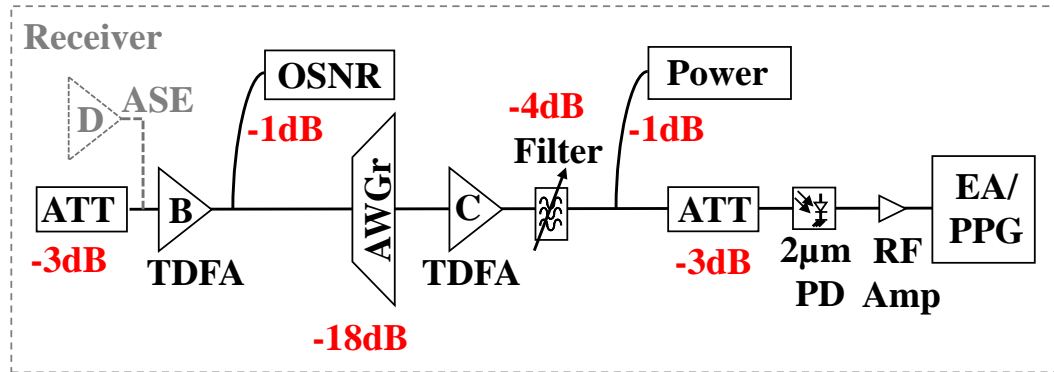 Receiver
D
ASE
OSNR
-1dB
Power
-1dB
-4dB
Filter
ATT
-3dB
B
TDFA
AWGr
-18dB
C
TDFA
ATT
-3dB
2µm
PD
RF
Amp
EA/
PPG